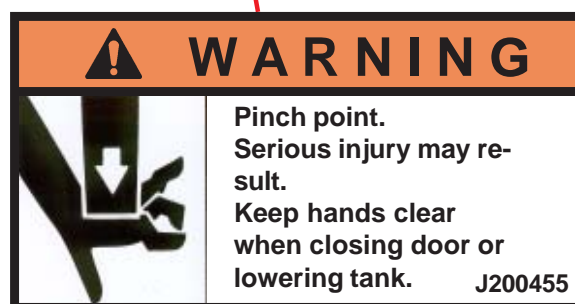 WARNING
Pinch point.
Serious injury may re-
sult.
Keep hands clear
when closing door or
lowering tank. J200455